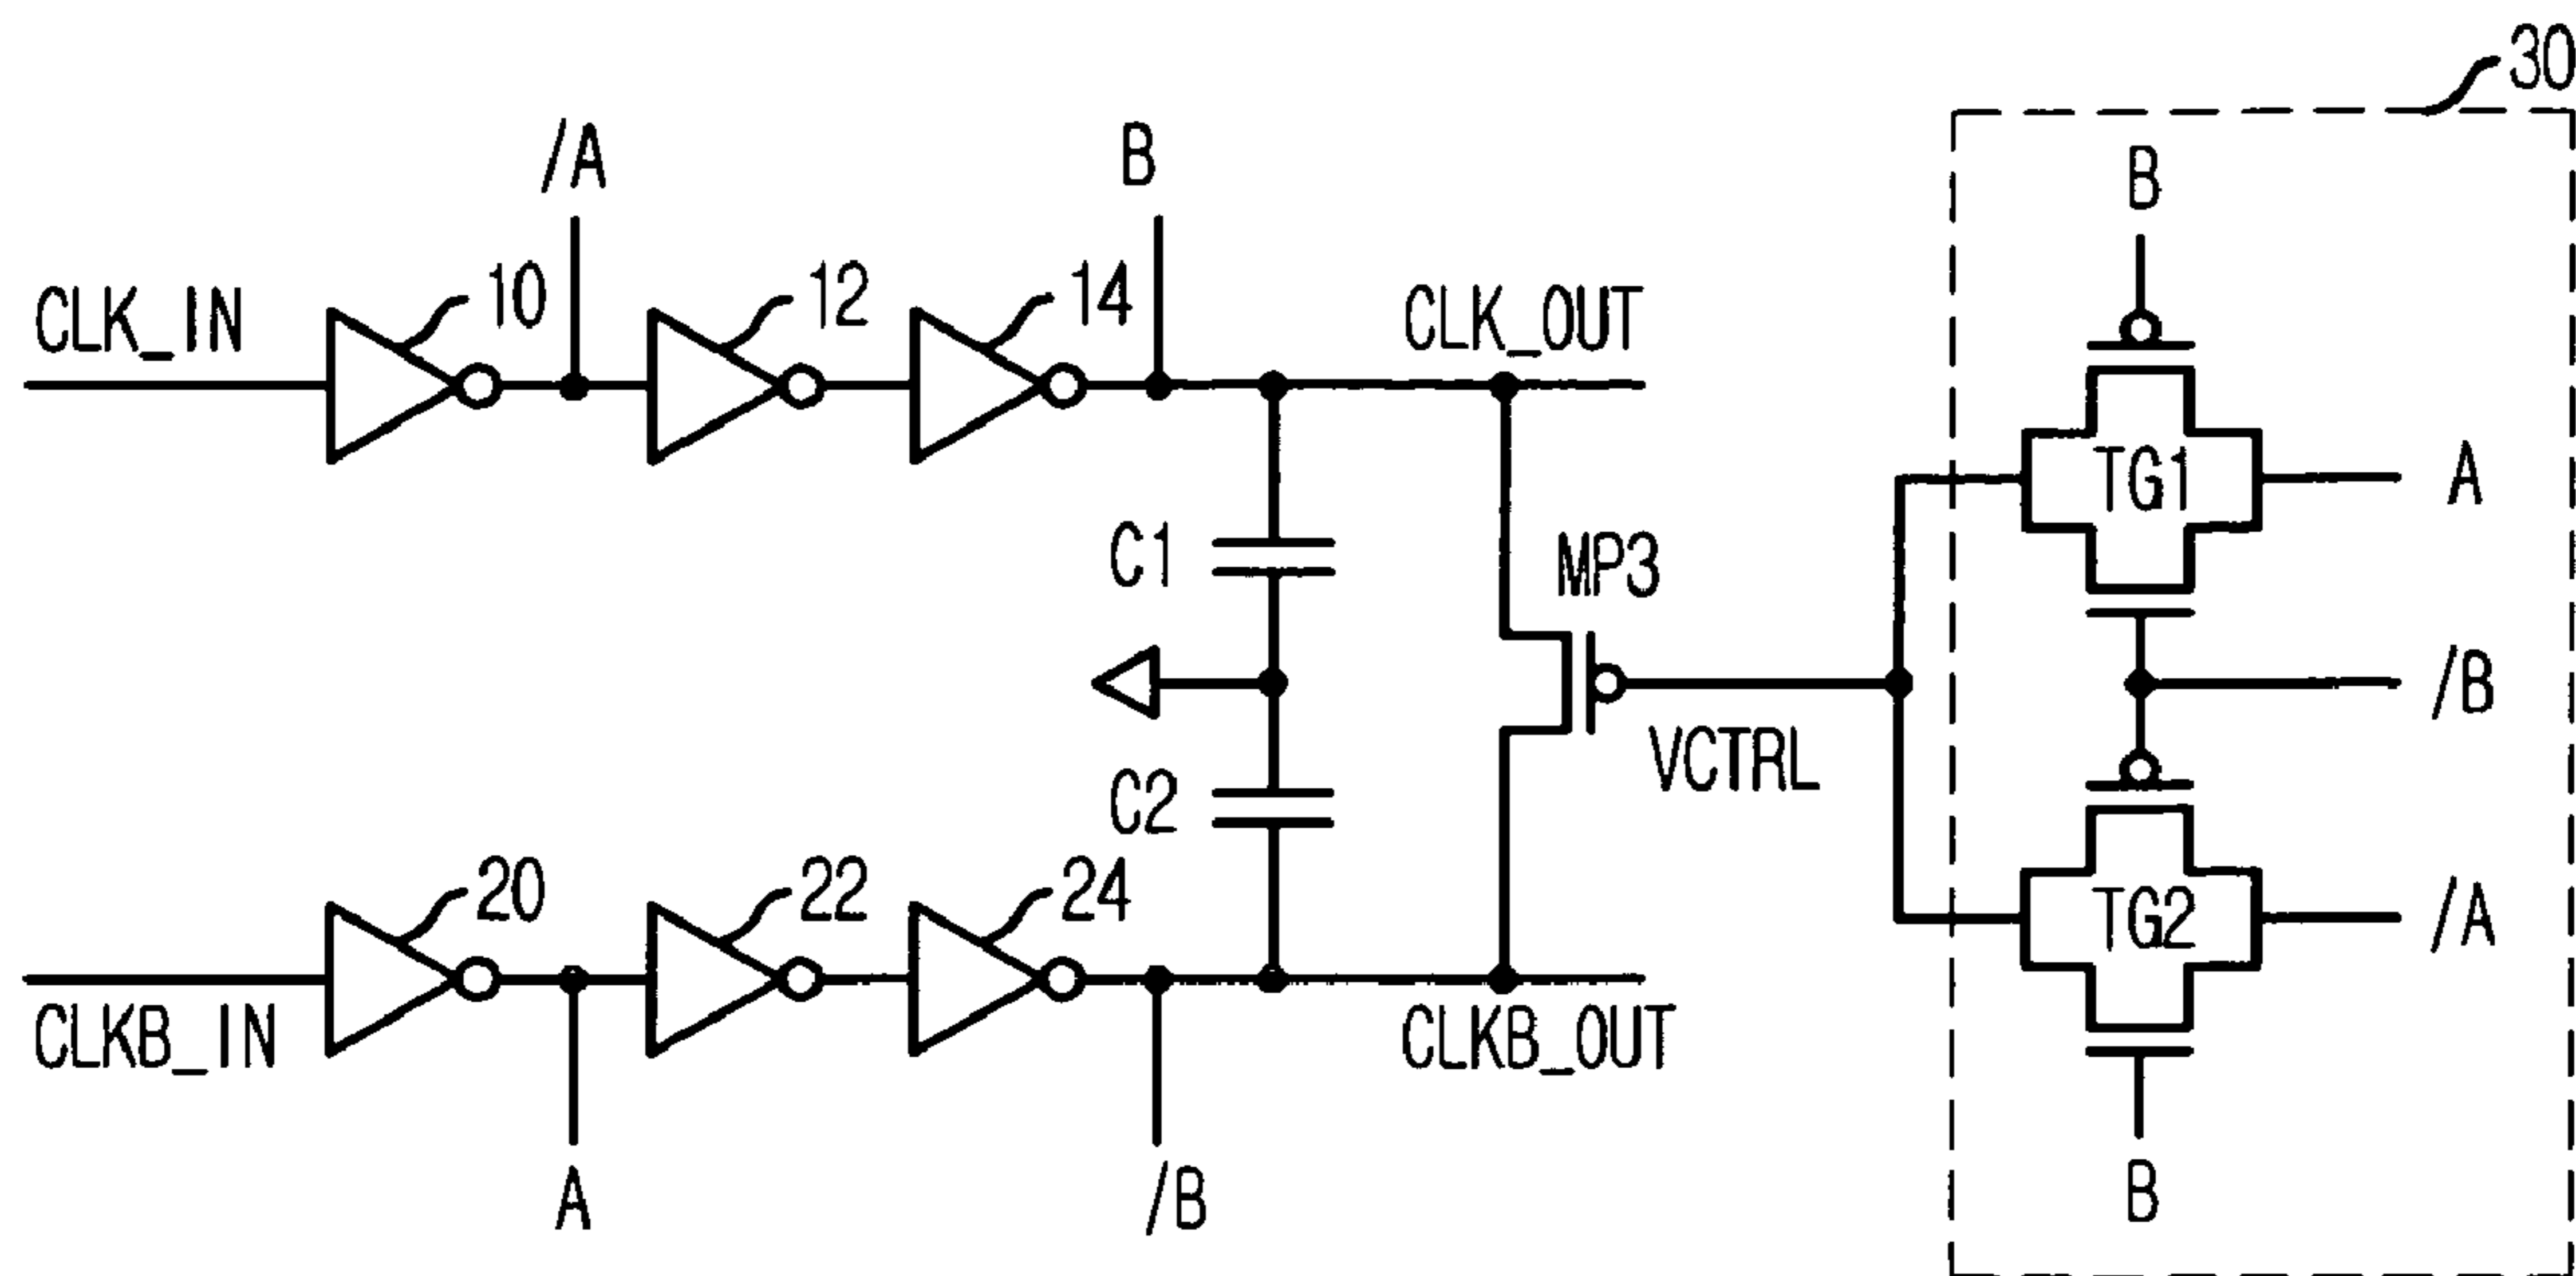 30
/A
B
B
CLK_IN
10
12
14
CLK_OUT
TG1
A
C1
MP3
/B
VCTRL
C2
20
22
24
TG2
/A
CLKB_IN
CLKB_OUT
A
/B
B